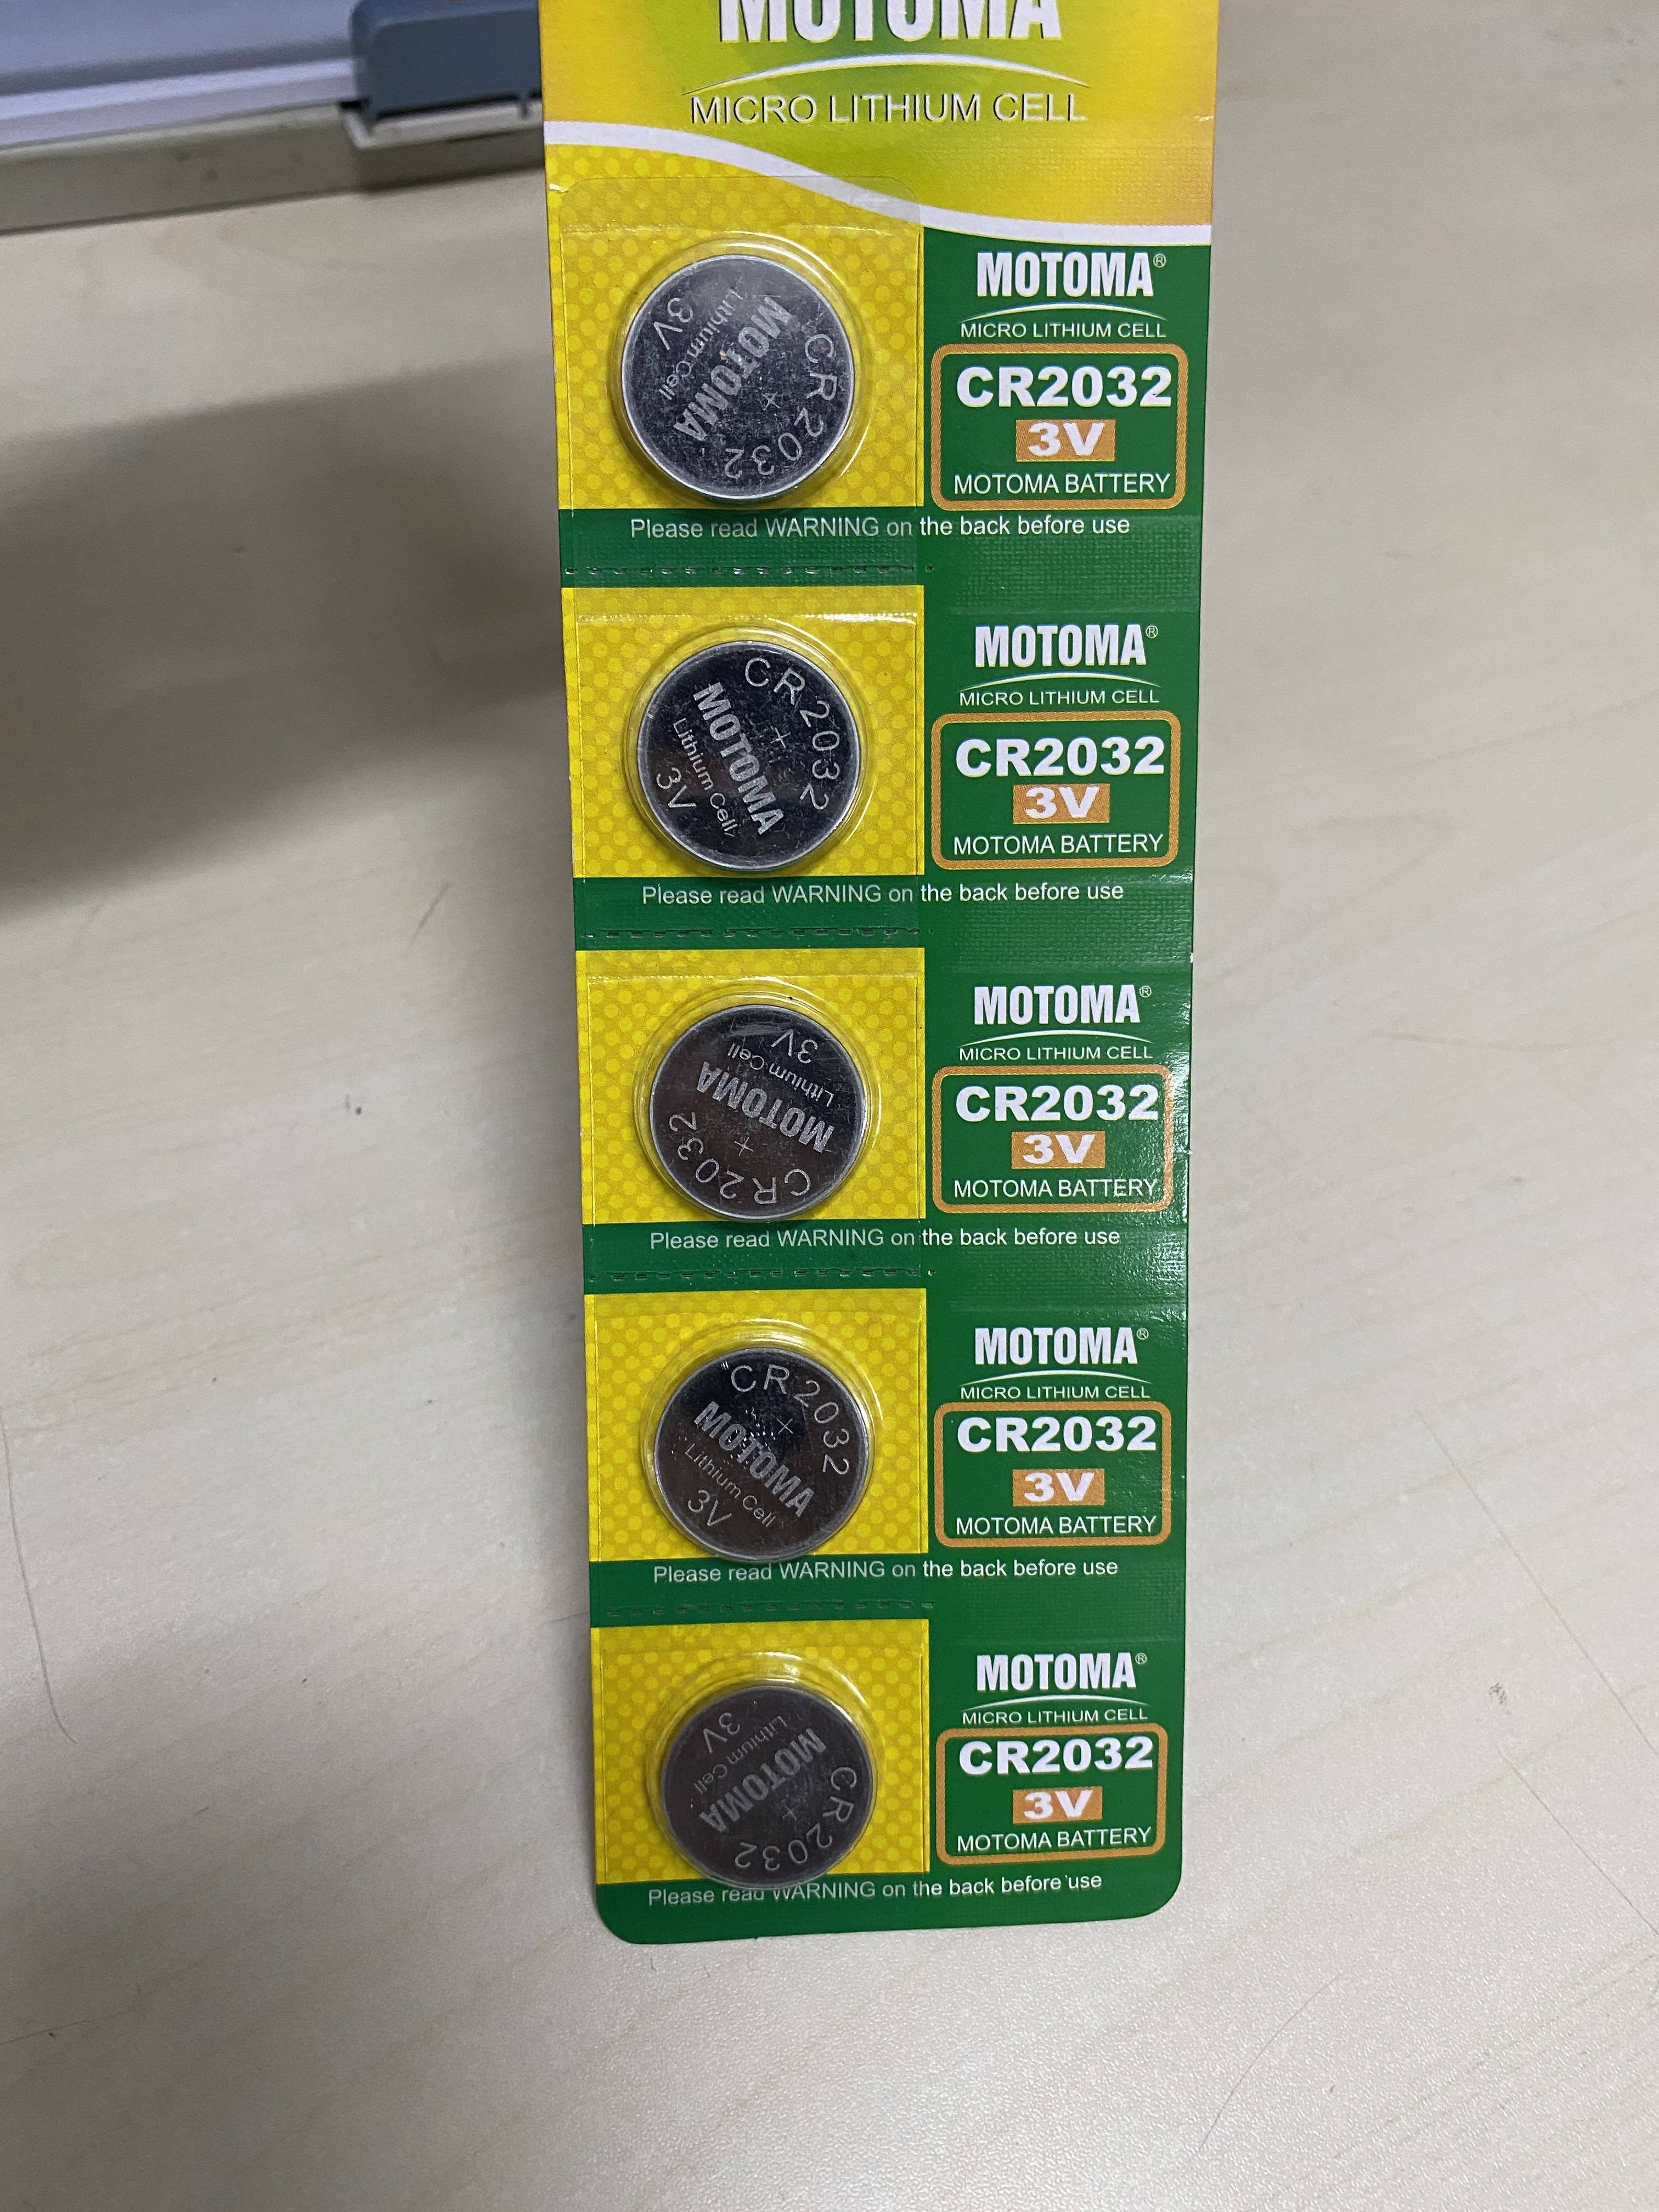 MOTOMA
MICRO LITHIUM CELL
CR2032
+
MOTOMA
Lithium Cell
3V
MOTOMA®
MICRO LITHIUM CELL
CR2032
3V
MOTOMA BATTERY
Please read WARNING on the back before use
CR2032
+
MOTOMA
Lithium Cell
3V
MOTOMA®
MICRO LITHIUM CELL
CR2032
3V
MOTOMA BATTERY
Please read WARNING on the back before use
CR2032
+
MOTOMA
Lithium Cell
3V
MOTOMA®
MICRO LITHIUM CELL
CR2032
3V
MOTOMA BATTERY
Please read WARNING on the back before use
CR2032
+
MOTOMA
Lithium Cell
3V
MOTOMA®
MICRO LITHIUM CELL
CR2032
3V
MOTOMA BATTERY
Please read WARNING on the back before use
CR2032
+
MOTOMA
Lithium Cell
3V
MOTOMA®
MICRO LITHIUM CELL
CR2032
3V
MOTOMA BATTERY
Please read WARNING on the back before use